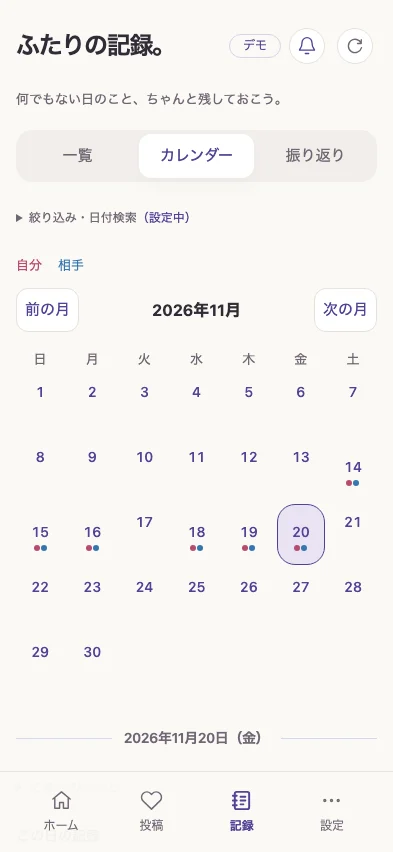 ふたりの記録。 デモ
何でもない日のこと、ちゃんと残しておこう。
一覧 カレンダー 振り返り
▶ 絞り込み・日付検索（設定中）
自分 相手
前の月 2026年11月 次の月
日 月 火 水 木 金 土
1 2 3 4 5 6 7
8 9 10 11 12 13 14
15 16 17 18 19 20 21
22 23 24 25 26 27 28
29 30
2026年11月20日（金）
ホーム 投稿 記録 設定